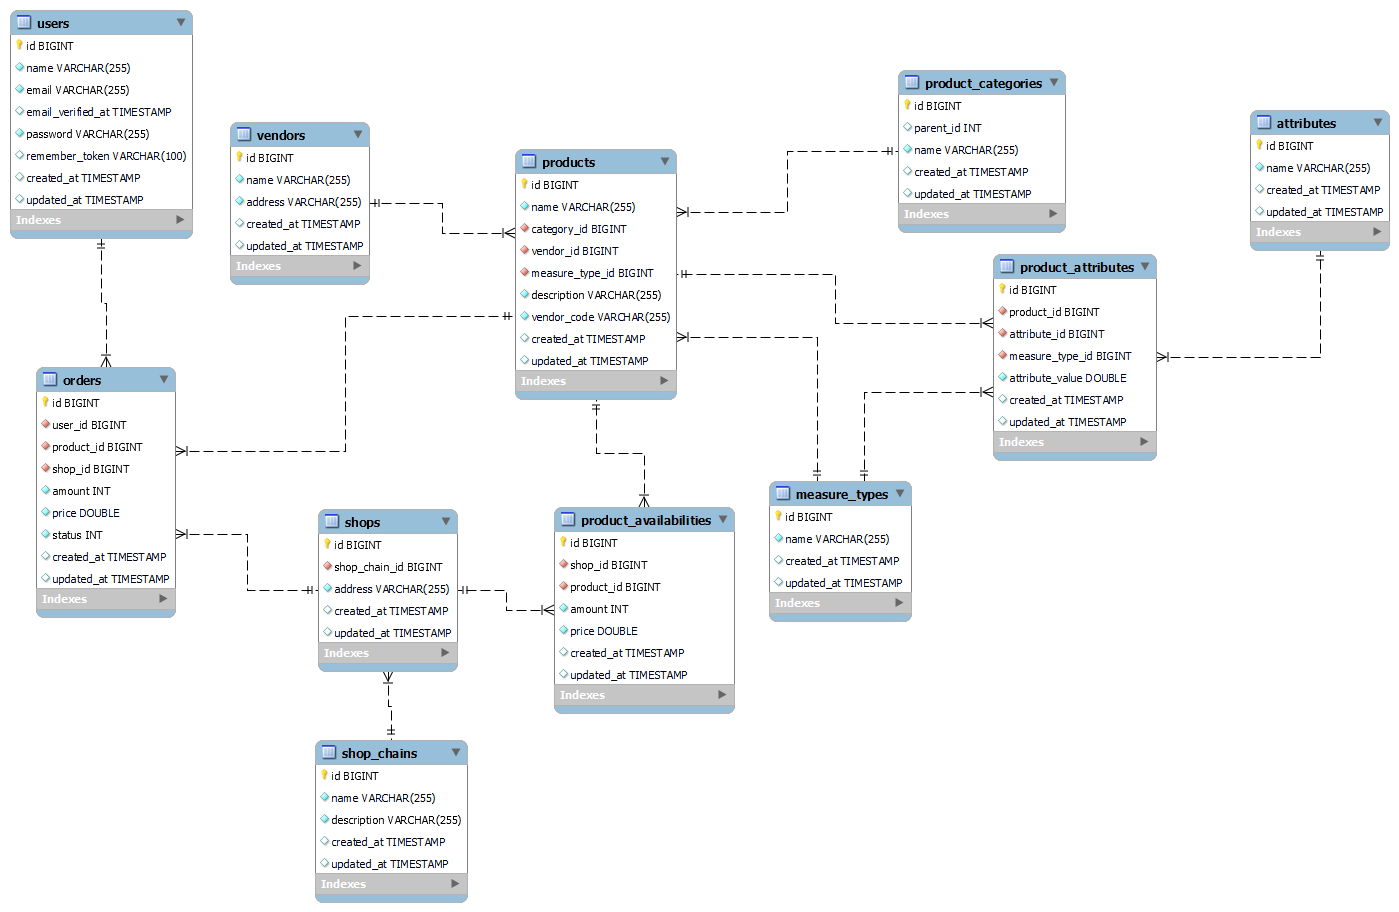 users
id BIGINT
name VARCHAR(255)
email VARCHAR(255)
email_verified_at TIMESTAMP
password VARCHAR(255)
remember_token VARCHAR(100)
created_at TIMESTAMP
updated_at TIMESTAMP
Indexes
vendors
id BIGINT
name VARCHAR(255)
address VARCHAR(255)
created_at TIMESTAMP
updated_at TIMESTAMP
Indexes
products
id BIGINT
name VARCHAR(255)
category_id BIGINT
vendor_id BIGINT
measure_type_id BIGINT
description VARCHAR(255)
vendor_code VARCHAR(255)
created_at TIMESTAMP
updated_at TIMESTAMP
Indexes
product_categories
id BIGINT
parent_id INT
name VARCHAR(255)
created_at TIMESTAMP
updated_at TIMESTAMP
Indexes
attributes
id BIGINT
name VARCHAR(255)
created_at TIMESTAMP
updated_at TIMESTAMP
Indexes
product_attributes
id BIGINT
product_id BIGINT
attribute_id BIGINT
measure_type_id BIGINT
attribute_value DOUBLE
created_at TIMESTAMP
updated_at TIMESTAMP
Indexes
orders
id BIGINT
user_id BIGINT
product_id BIGINT
shop_id BIGINT
amount INT
price DOUBLE
status INT
created_at TIMESTAMP
updated_at TIMESTAMP
Indexes
shops
id BIGINT
shop_chain_id BIGINT
address VARCHAR(255)
created_at TIMESTAMP
updated_at TIMESTAMP
Indexes
product_availabilities
id BIGINT
shop_id BIGINT
product_id BIGINT
amount INT
price DOUBLE
created_at TIMESTAMP
updated_at TIMESTAMP
Indexes
measure_types
id BIGINT
name VARCHAR(255)
created_at TIMESTAMP
updated_at TIMESTAMP
Indexes
shop_chains
id BIGINT
name VARCHAR(255)
description VARCHAR(255)
created_at TIMESTAMP
updated_at TIMESTAMP
Indexes